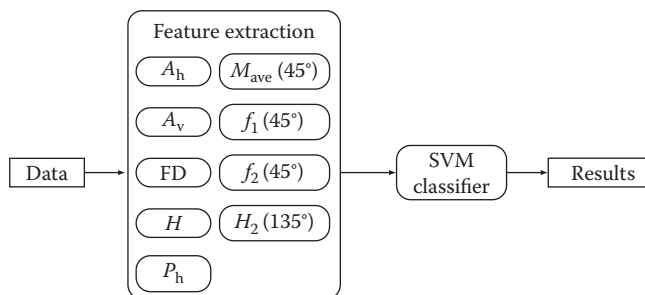 Feature extraction
A_h M_ave (45°)
A_v f_1 (45°)
Data FD f_2 (45°) SVM classifier Results
H H_2 (135°)
P_h